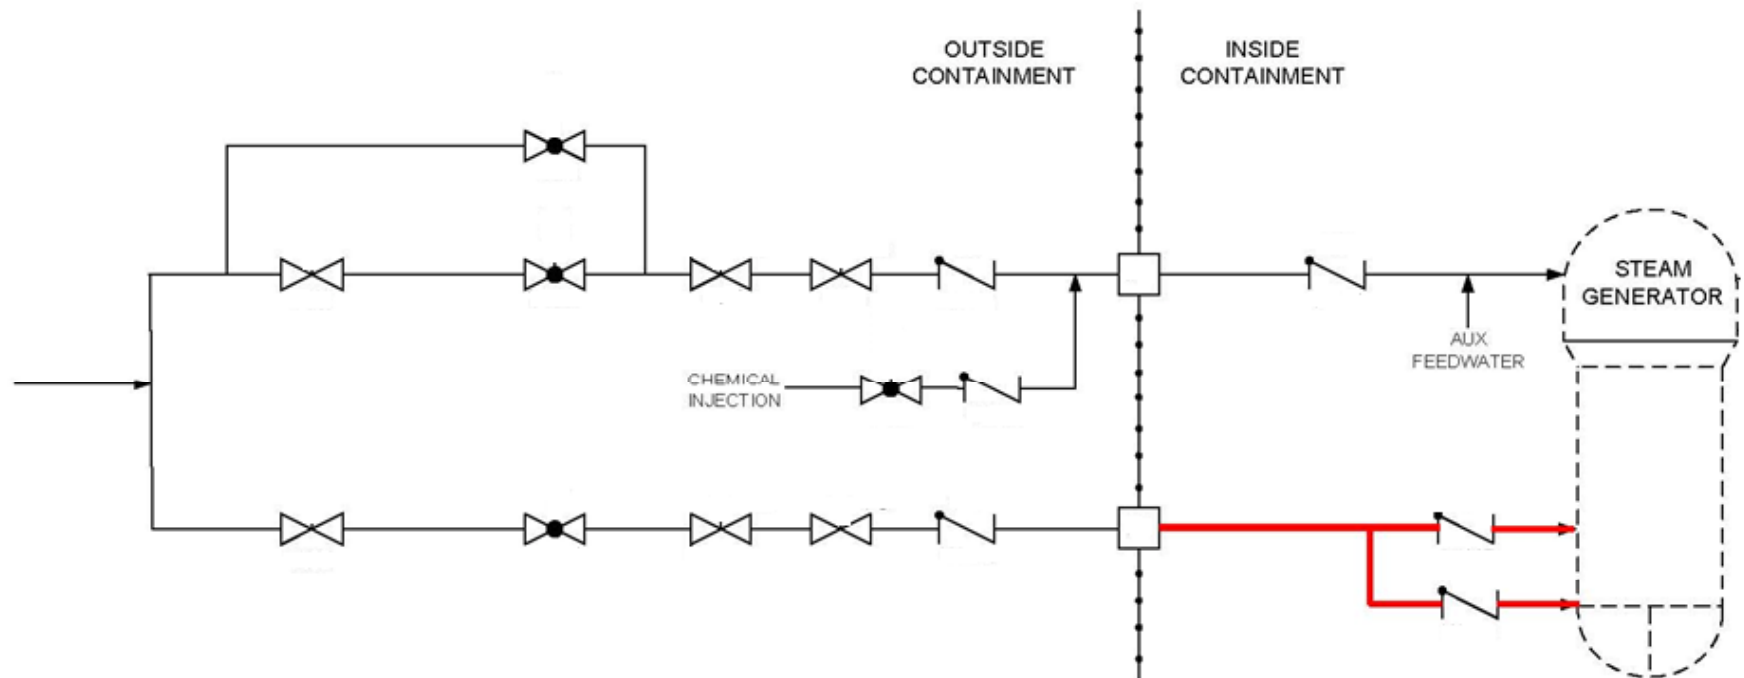 OUTSIDE
CONTAINMENT
INSIDE
CONTAINMENT
STEAM
GENERATOR
AUX
FEEDWATER
CHEMICAL
INJECTION